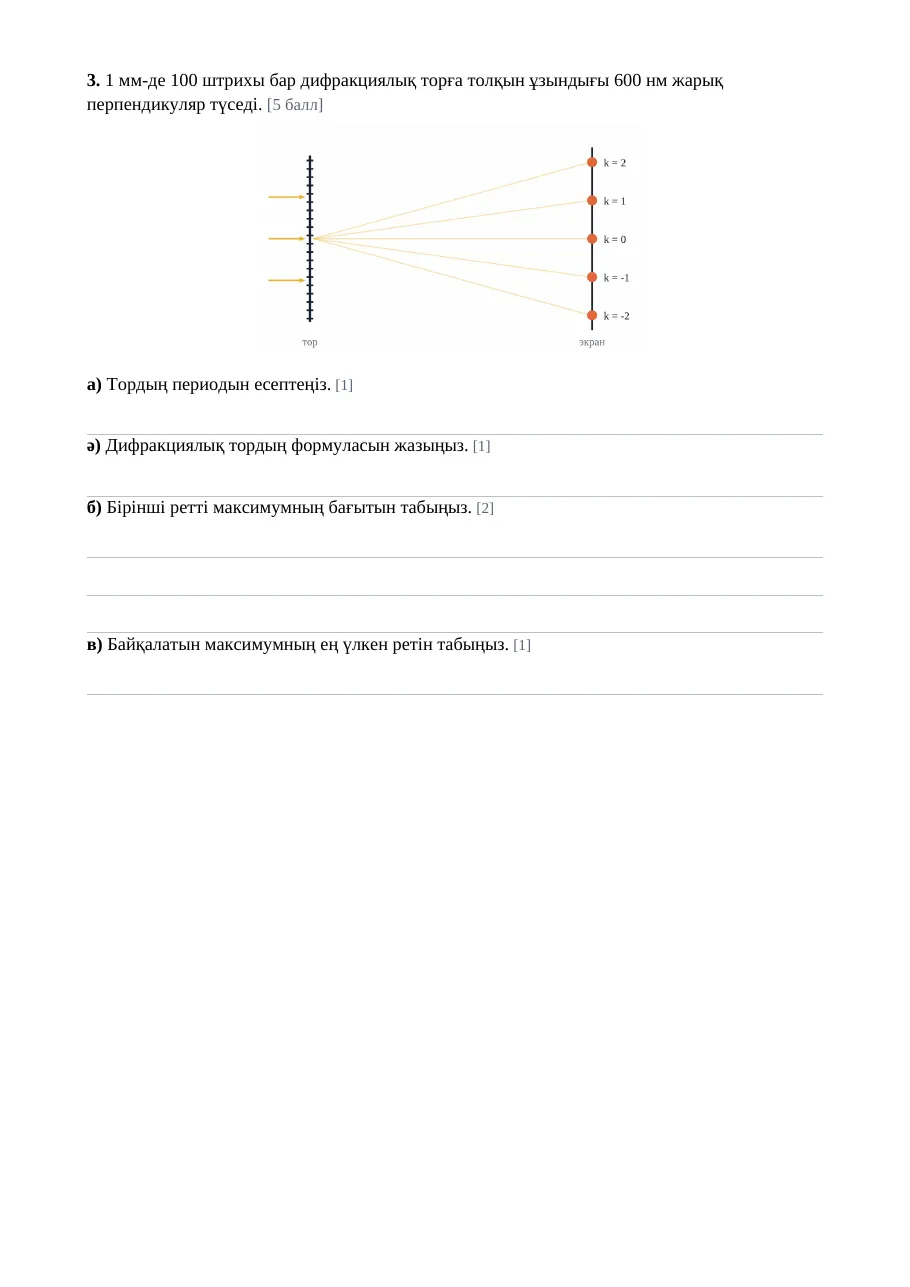 3. 1 мм-де 100 штрихы бар дифракциялық торға толқын ұзындығы 600 нм жарық
перпендикуляр түседі. [5 балл]
k = 2
k = 1
k = 0
k = -1
k = -2
тор
экран
а) Тордың периодын есептеңіз. [1]
ә) Дифракциялық тордың формуласын жазыңыз. [1]
б) Бірінші ретті максимумның бағытын табыңыз. [2]
в) Байқалатын максимумның ең үлкен ретін табыңыз. [1]